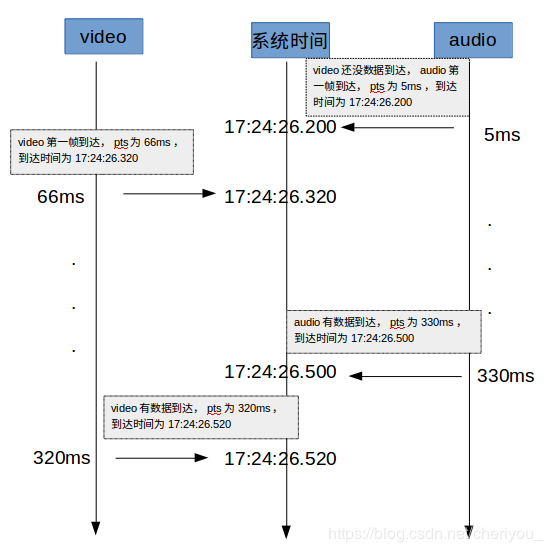 video
系统时间
audio
video 还没数据到达， audio 第
一帧到达， pts 为 5ms ，到达
时间为 17:24:26.200
17:24:26.200
5ms
video 第一帧到达， pts 为 66ms ，
到达时间为 17:24:26.320
66ms
17:24:26.320
audio 有数据到达， pts 为 330ms ，
到达时间为 17:24:26.500
17:24:26.500
330ms
video 有数据到达， pts 为 320ms ，
到达时间为 17:24:26.520
320ms
17:24:26.520
https://blog.csdn.net/cheriyou_